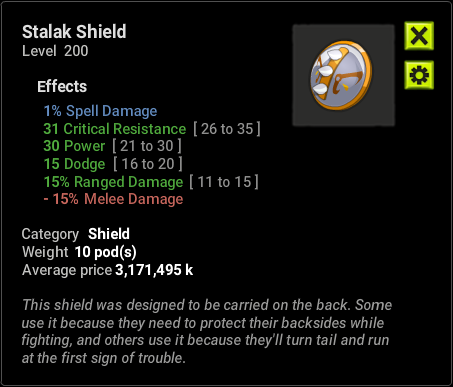 Stalak Shield
Level 200
Effects
1% Spell Damage
31 Critical Resistance [ 26 to 35 ]
30 Power [ 21 to 30 ]
15 Dodge [ 16 to 20 ]
15% Ranged Damage [ 11 to 15 ]
- 15% Melee Damage
Category Shield
Weight 10 pod(s)
Average price 3,171,495 k
This shield was designed to be carried on the back. Some
use it because they need to protect their backsides while
fighting, and others use it because they'll turn tail and run
at the first sign of trouble.